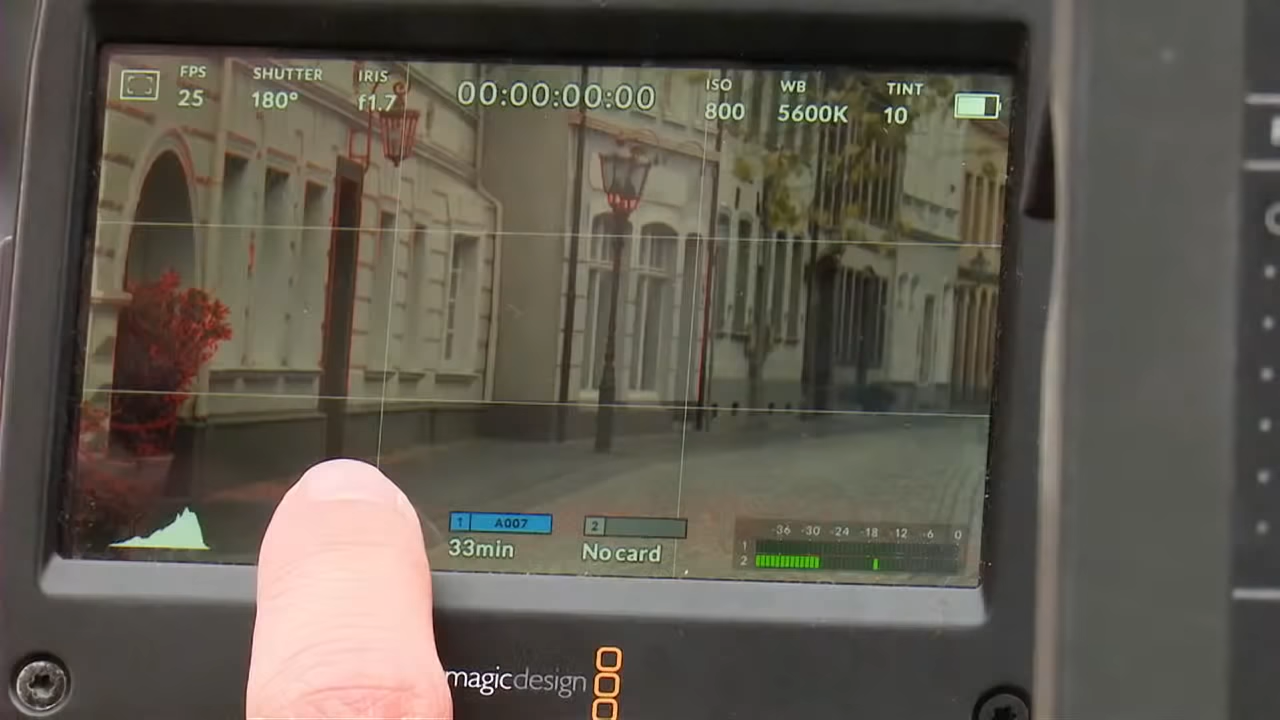 FPS
25
SHUTTER
180°
IRIS
f1.7
00:00:00:00
ISO
800
WB
5600K
TINT
10
1 A007
33min
2
No card
-36 -30 -24 -18 -12 -6 0
1
2
magicdesign